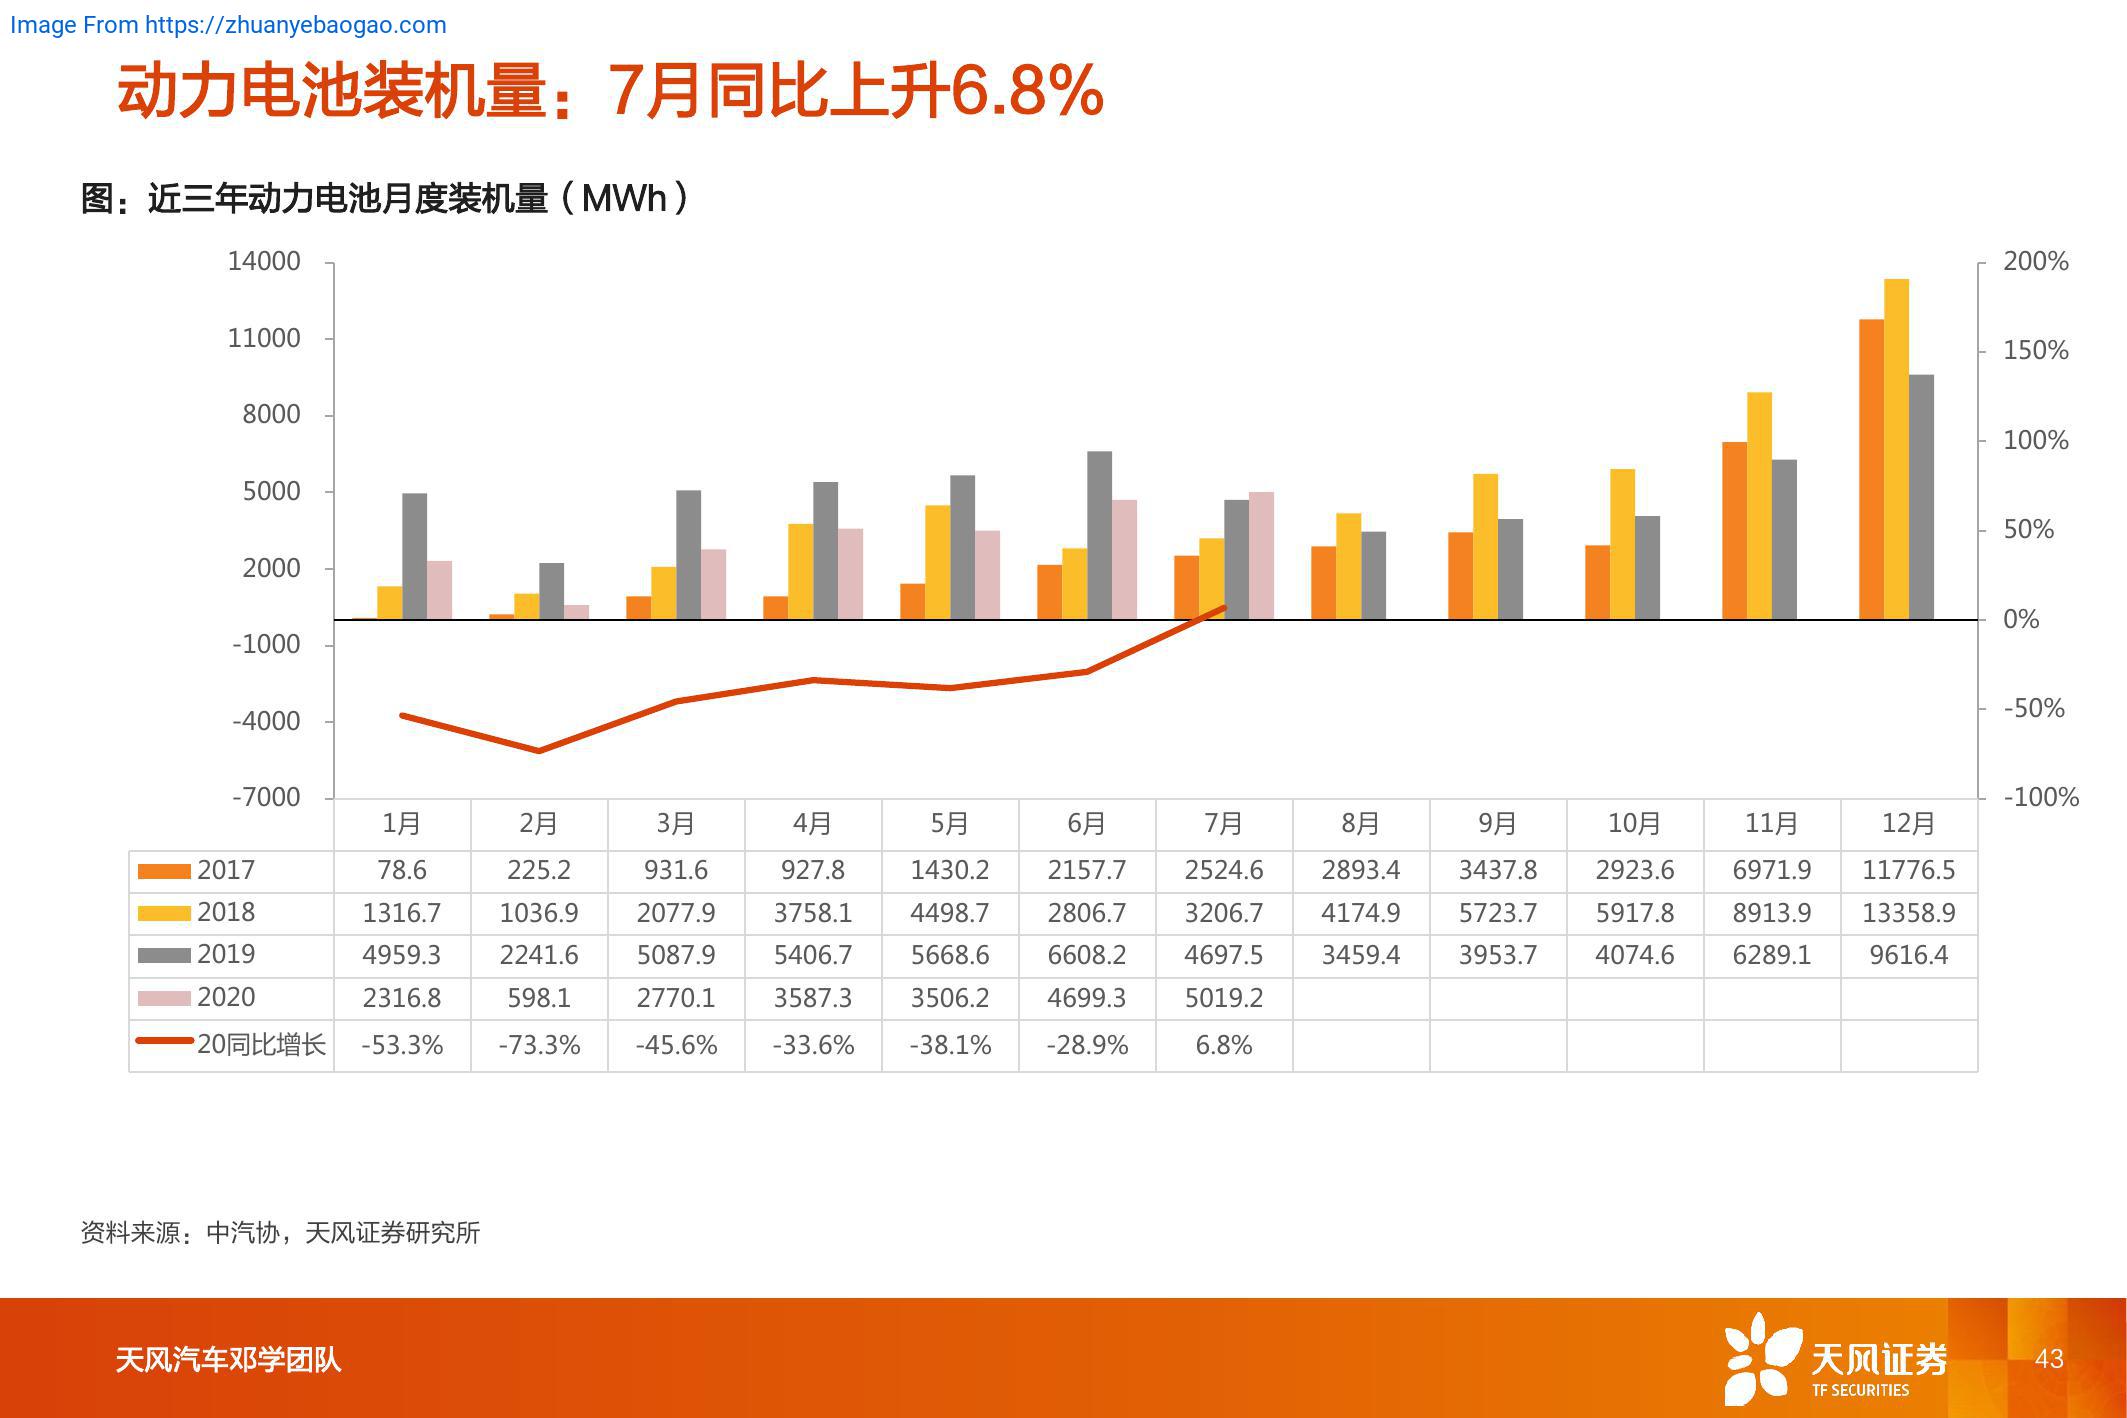 Image From https://zhuanyebaogao.com
动力电池装机量：7月同比上升6.8%
图：近三年动力电池月度装机量（MWh）
14000 200%
11000 150%
8000 100%
5000 50%
2000 0%
-1000 -50%
-4000 -100%
-7000
1月 2月 3月 4月 5月 6月 7月 8月 9月 10月 11月 12月
2017 78.6 225.2 931.6 927.8 1430.2 2157.7 2524.6 2893.4 3437.8 2923.6 6971.9 11776.5
2018 1316.7 1036.9 2077.9 3758.1 4498.7 2806.7 3206.7 4174.9 5723.7 5917.8 8913.9 13358.9
2019 4959.3 2241.6 5087.9 5406.7 5668.6 6608.2 4697.5 3459.4 3953.7 4074.6 6289.1 9616.4
2020 2316.8 598.1 2770.1 3587.3 3506.2 4699.3 5019.2
20同比增长 -53.3% -73.3% -45.6% -33.6% -38.1% -28.9% 6.8%
资料来源：中汽协，天风证券研究所
天风汽车邓学团队
天风证券
TF SECURITIES
43